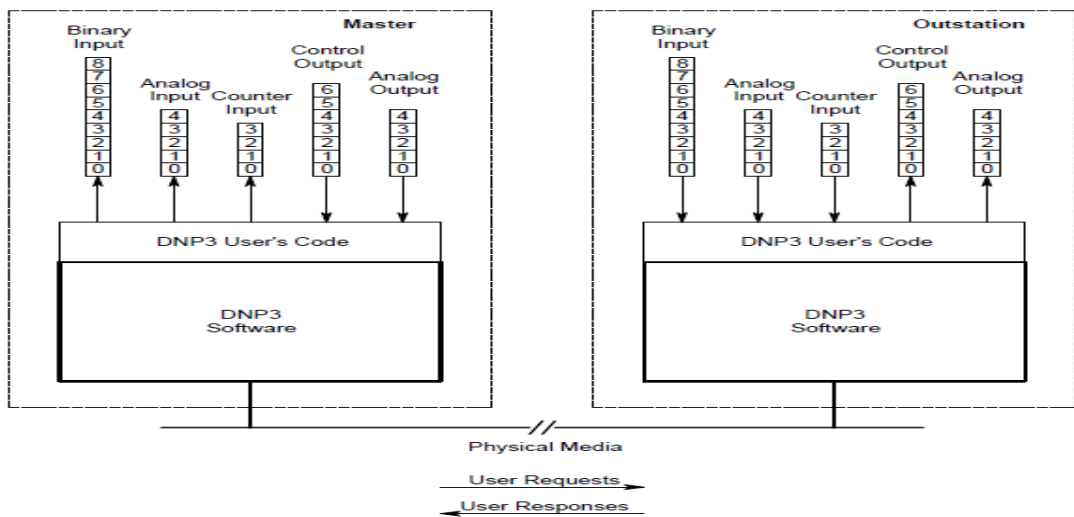 Master
Binary
Input
8
7
6
5
4
3
2
1
0
Analog
Input
4
3
2
1
0
Counter
Input
3
2
1
0
Control
Output
6
5
4
3
2
1
0
Analog
Output
4
3
2
1
0
DNP3 User's Code
DNP3
Software
Outstation
Binary
Input
8
7
6
5
4
3
2
1
0
Analog
Input
4
3
2
1
0
Counter
Input
3
2
1
0
Control
Output
6
5
4
3
2
1
0
Analog
Output
4
3
2
1
0
DNP3 User's Code
DNP3
Software
Physical Media
User Requests
User Responses